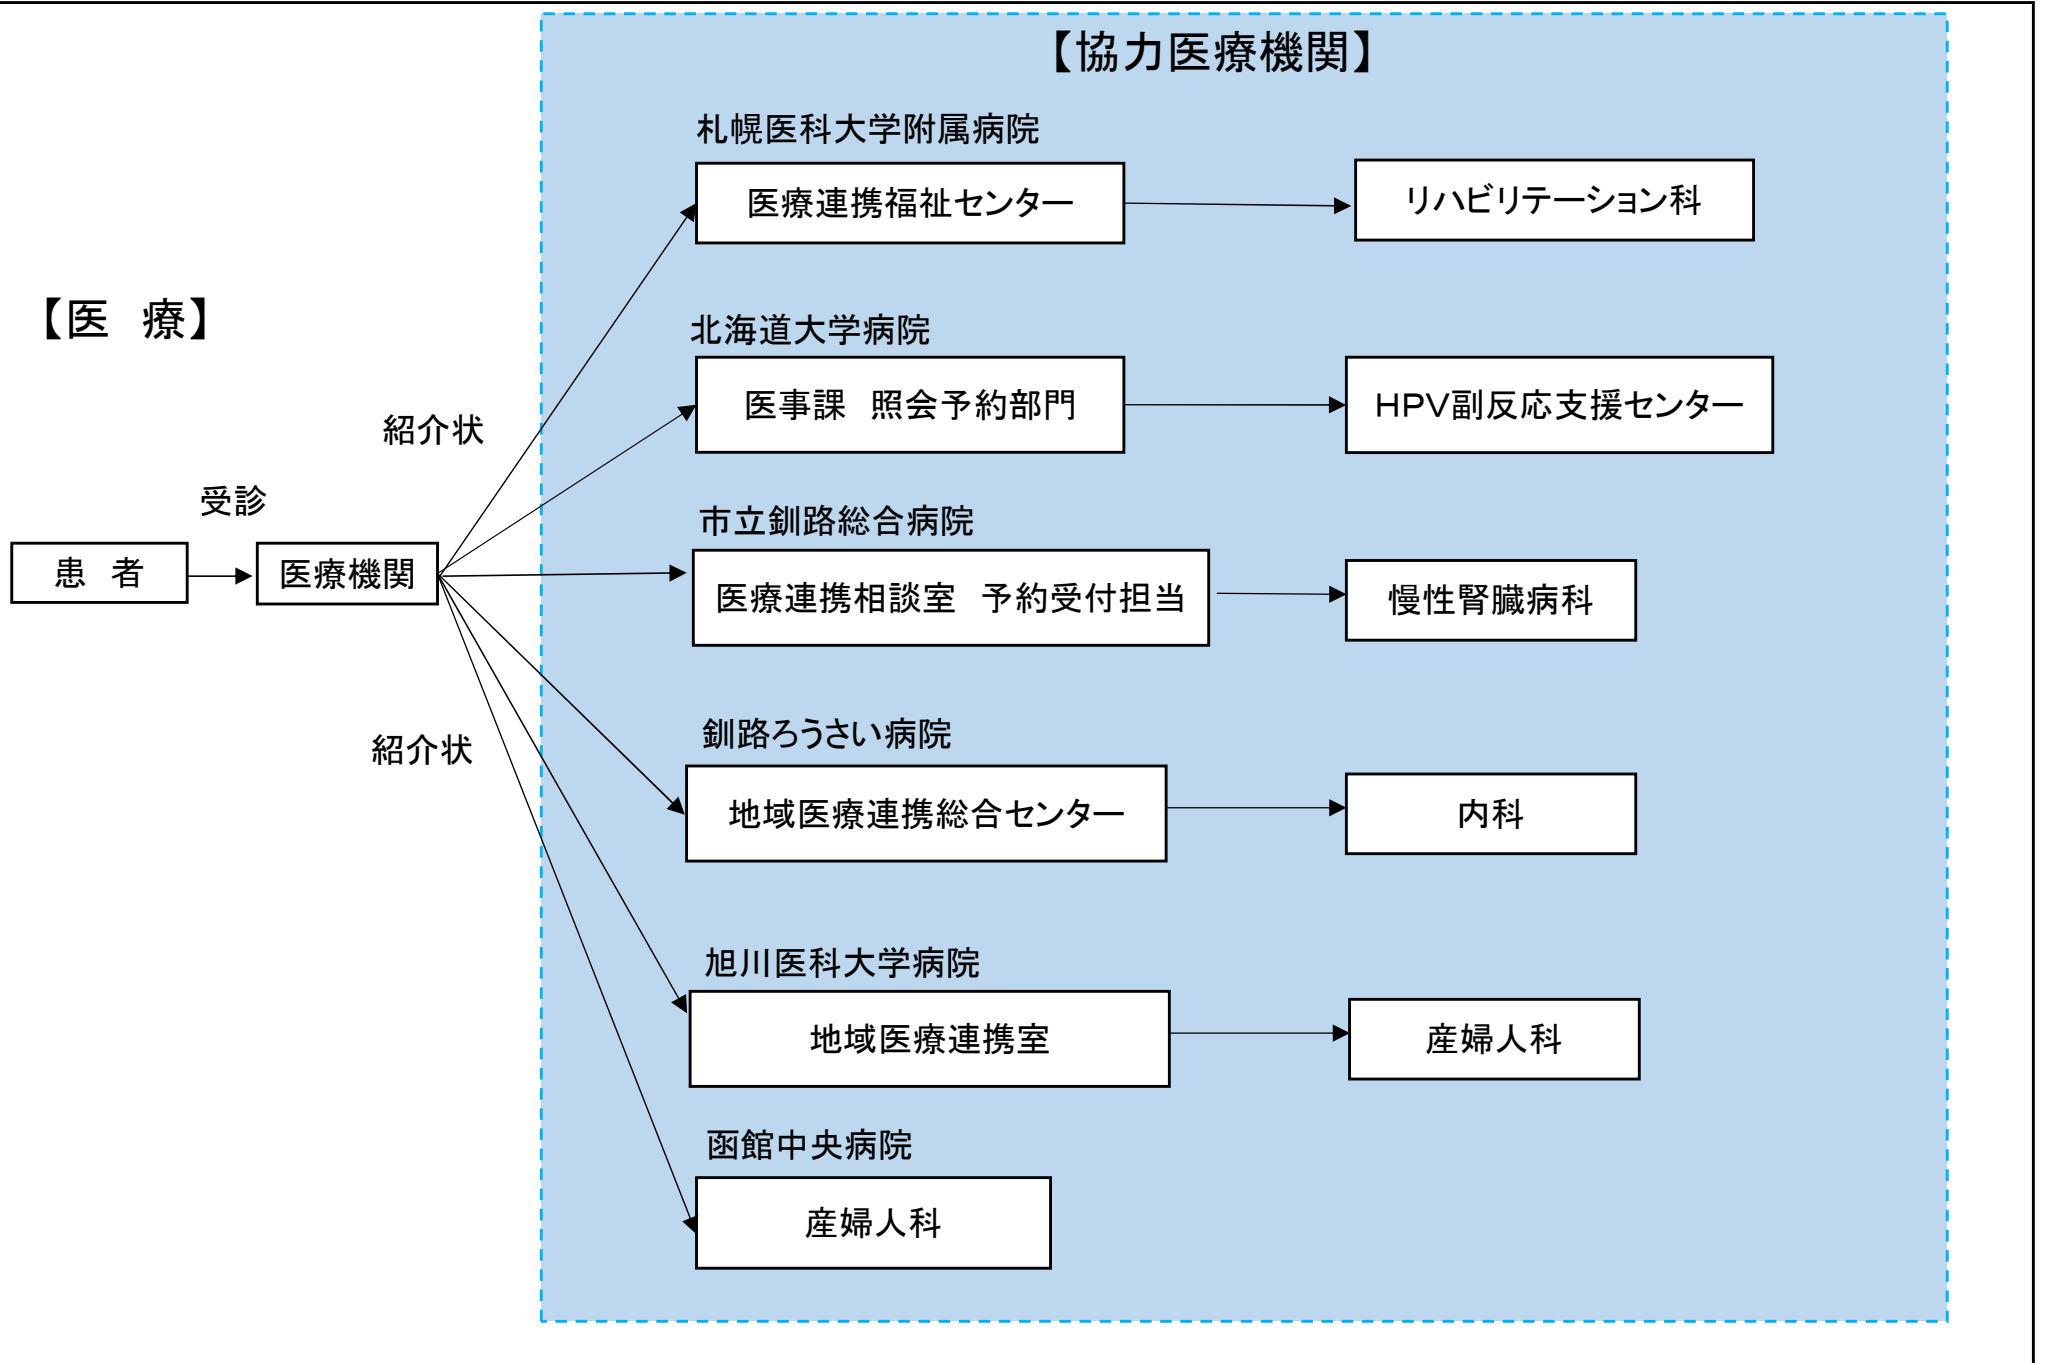 【協力医療機関】
札幌医科大学附属病院
医療連携福祉センター
リハビリテーション科
【医　療】
北海道大学病院
医事課　照会予約部門
HPV副反応支援センター
紹介状
受診
市立釧路総合病院
患　者
医療機関
医療連携相談室　予約受付担当
慢性腎臓病科
紹介状
釧路ろうさい病院
地域医療連携総合センター
内科
旭川医科大学病院
地域医療連携室
産婦人科
函館中央病院
産婦人科